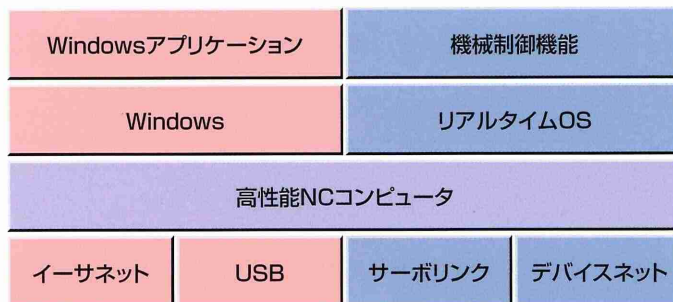 Windowsアプリケーション
機械制御機能
Windows
リアルタイムOS
高性能NCコンピュータ
イーサネット
USB
サーボリンク
デバイスネット